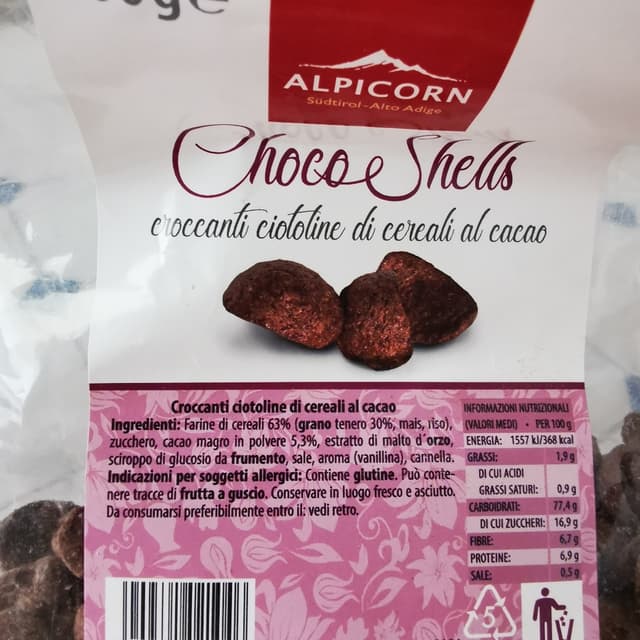 ALPICORN
Südtirol-Alto Adige
Choco Shells
croccanti ciotoline di cereali al cacao
Croccanti ciotoline di cereali al cacao
Ingredienti: Farine di cereali 63% (grano tenero 30%, mais, riso),
zucchero, cacao magro in polvere 5,3%, estratto di malto d'orzo,
sciroppo di glucosio da frumento, sale, aroma (vanillina), cannella.
Indicazioni per soggetti allergici: Contiene glutine. Può conte-
nere tracce di frutta a guscio. Conservare in luogo fresco e asciutto.
Da consumarsi preferibilmente entro il: vedi retro.
INFORMAZIONI NUTRIZIONALI
(VALORI MEDI) • PER 100 g
ENERGIA: 1557 kJ/368 kcal
GRASSI: 1,9 g
DI CUI ACIDI
GRASSI SATURI: 0,9 g
CARBOIDRATI: 77,4 g
DI CUI ZUCCHERI: 16,9 g
FIBRE: 6,7 g
PROTEINE: 6,9 g
SALE: 0,5 g
5